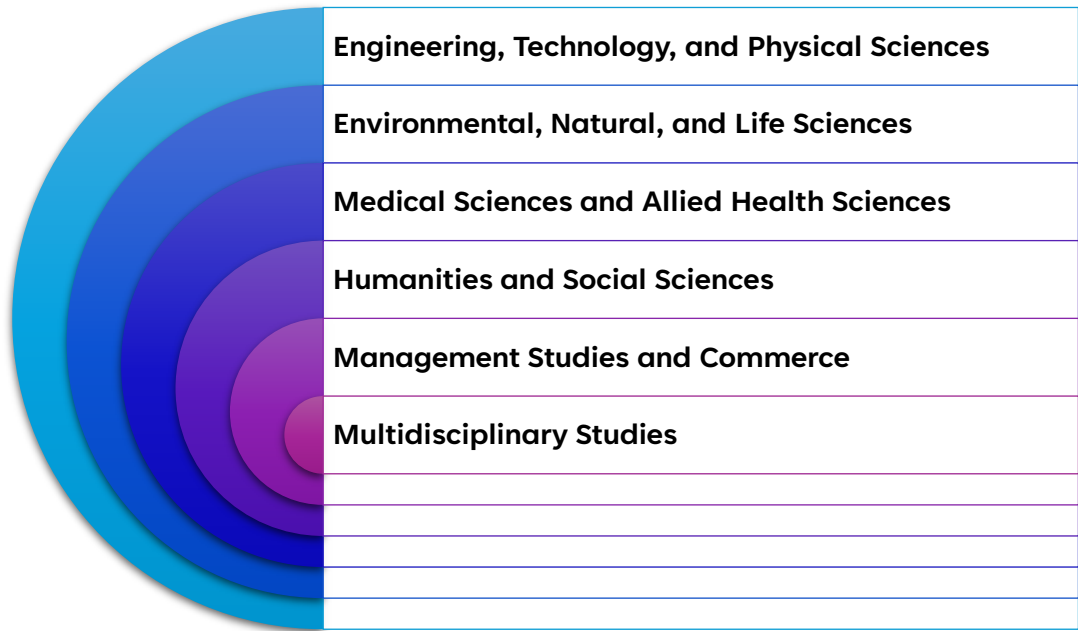 Engineering, Technology, and Physical Sciences
Environmental, Natural, and Life Sciences
Medical Sciences and Allied Health Sciences
Humanities and Social Sciences
Management Studies and Commerce
Multidisciplinary Studies